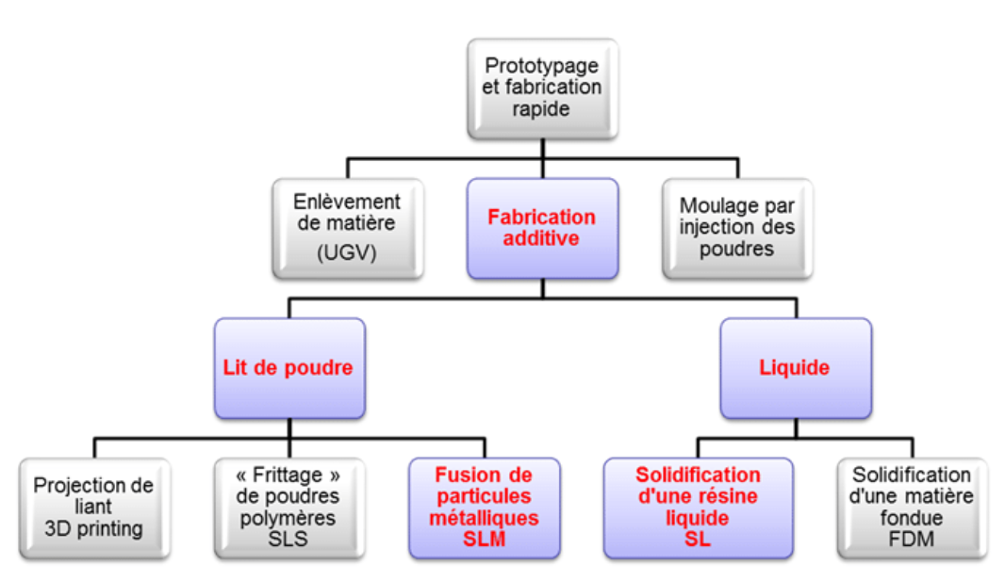 Prototypage
et fabrication
rapide
Enlèvement
de matière
(UGV)
Fabrication
additive
Moulage par
injection des
poudres
Lit de poudre
Liquide
Projection de
liant
3D printing
« Frittage »
de poudres
polymères
SLS
Fusion de
particules
métalliques
SLM
Solidification
d'une résine
liquide
SL
Solidification
d'une matière
fondue
FDM